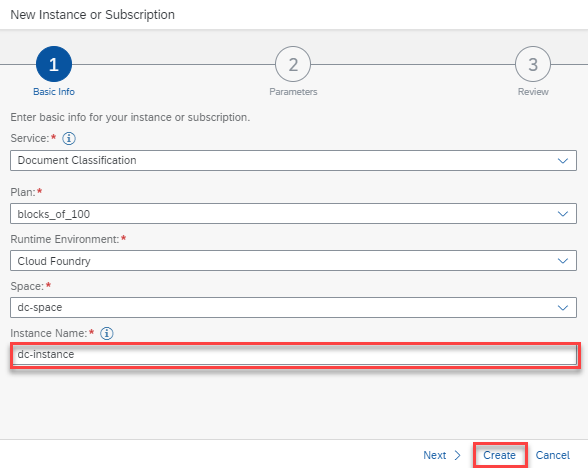 New Instance or Subscription
1
2
3
Basic Info
Parameters
Review
Enter basic info for your instance or subscription.
Service:*
Document Classification
Plan:*
blocks_of_100
Runtime Environment:*
Cloud Foundry
Space:*
dc-space
Instance Name:*
dc-instance
Next
Create
Cancel